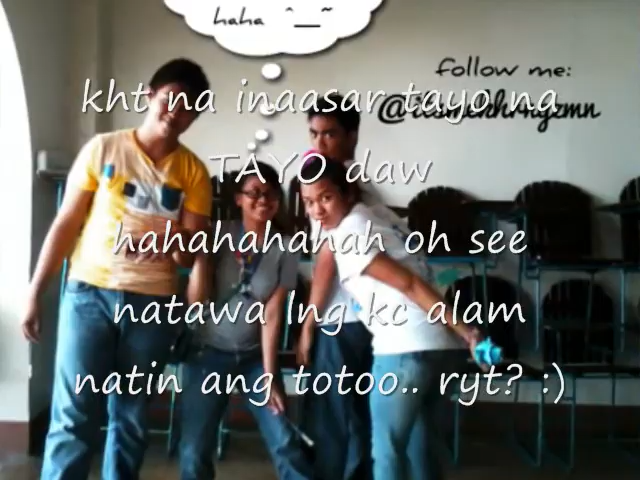 haha ^__~
follow me:
kht na inaasar tayo na
TAYO daw
hahahahahah oh see
natawa lng kc alam
natin ang totoo.. ryt? :)